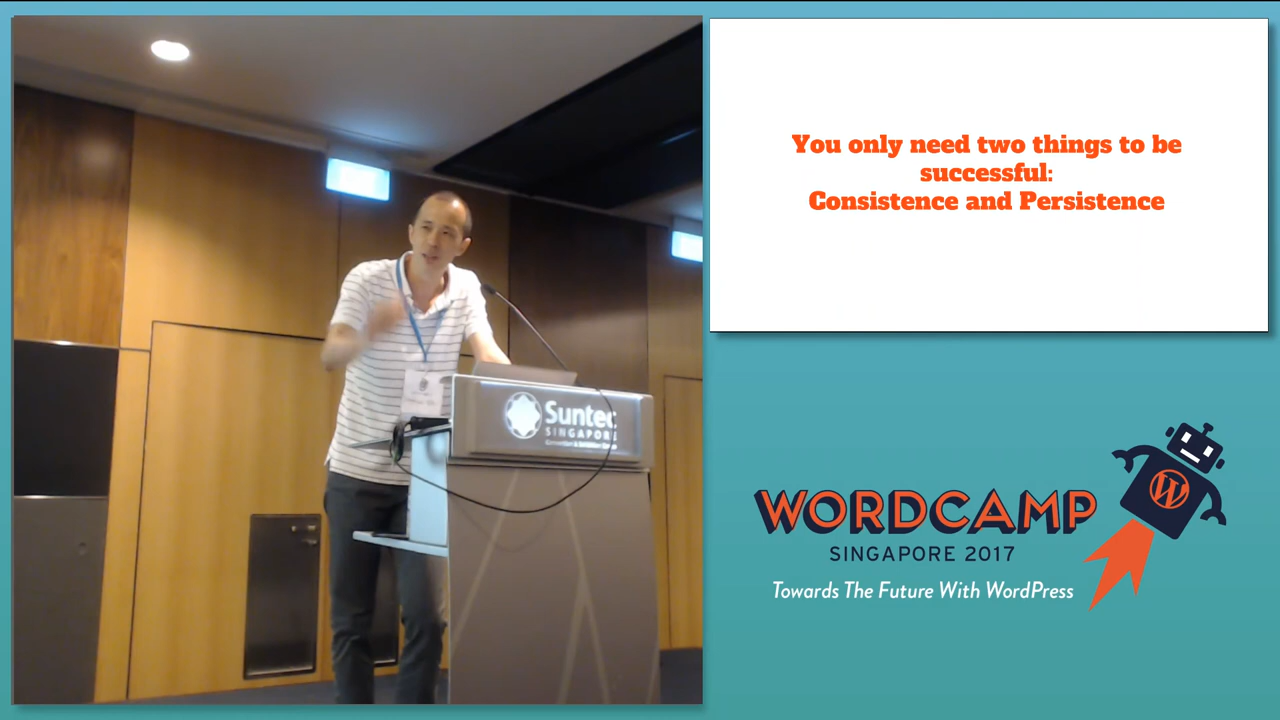 You only need two things to be
successful:
Consistence and Persistence
Suntec
SINGAPORE
WORDCAMP
SINGAPORE 2017
Towards The Future With WordPress